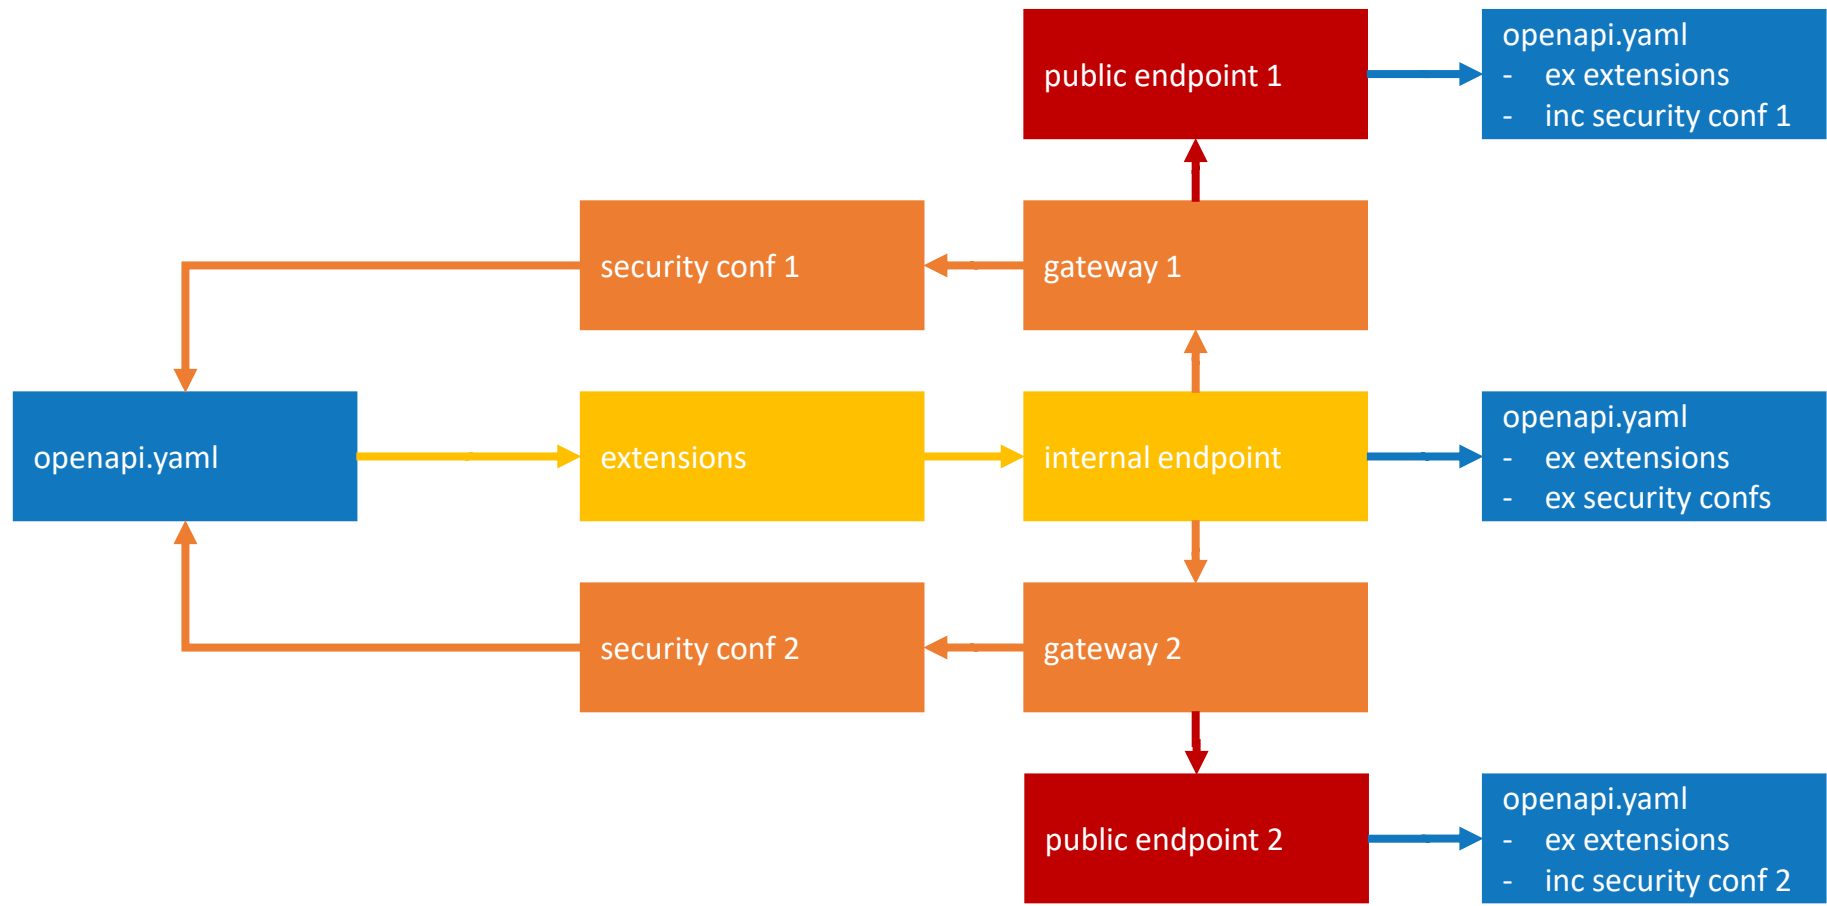 public endpoint 1
openapi.yaml
- ex extensions
- inc security conf 1
security conf 1
gateway 1
openapi.yaml
extensions
internal endpoint
openapi.yaml
- ex extensions
- ex security confs
security conf 2
gateway 2
public endpoint 2
openapi.yaml
- ex extensions
- inc security conf 2